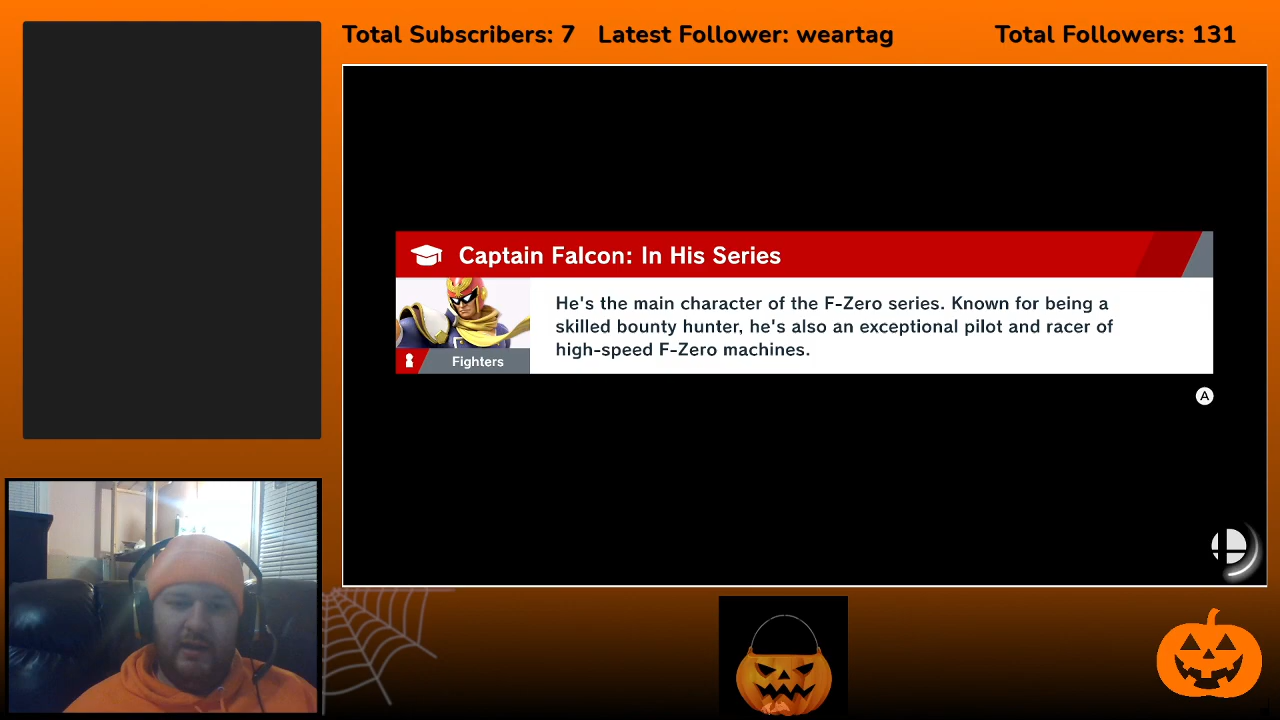 Total Subscribers: 7 Latest Follower: weartag Total Followers: 131
Captain Falcon: In His Series
He's the main character of the F-Zero series. Known for being a
skilled bounty hunter, he's also an exceptional pilot and racer of
high-speed F-Zero machines.
Fighters
A